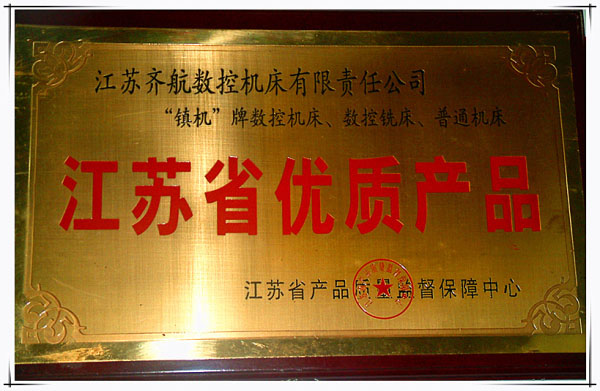 江苏齐航数控机床有限责任公司
“镇机”牌数控机床、数控铣床、普通机床
江苏省优质产品
江苏省产品质量监督保障中心